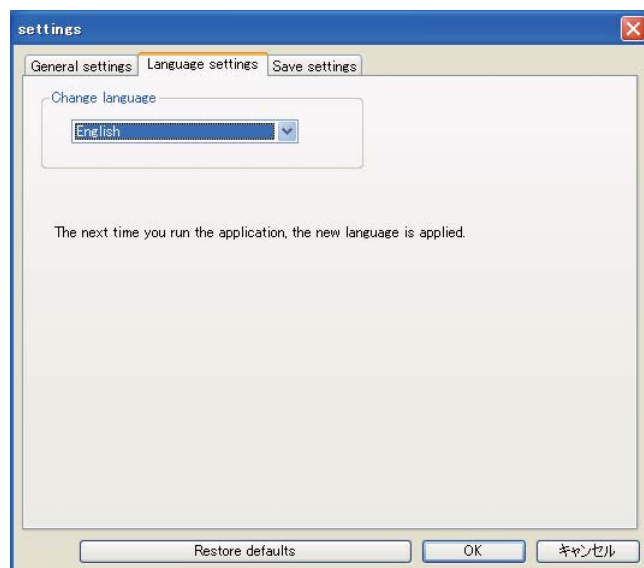 settings
General settings
Language settings
Save settings
Change language
English
The next time you run the application, the new language is applied.
Restore defaults
OK
キャンセル